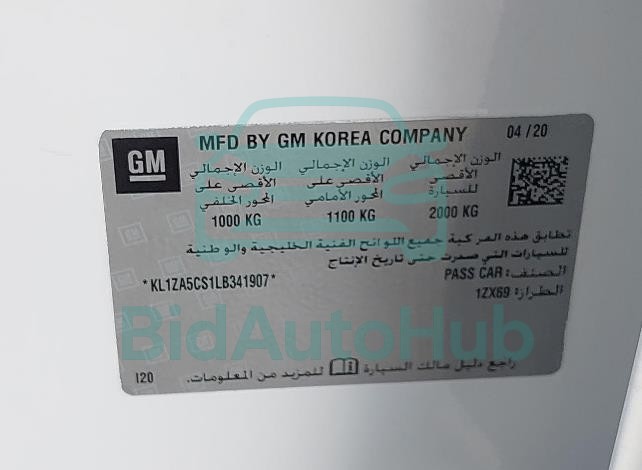 GM
MFD BY GM KOREA COMPANY 04 / 20
الوزن الإجمالي الأقصى للسيارة
2000 KG
الوزن الإجمالي الأقصى على المحور الأمامي
1100 KG
الوزن الإجمالي الأقصى على المحور الخلفي
1000 KG
تطابق هذه المركبة جميع اللوائح الفنية الخليجية والوطنية
للسيارات التي صدرت حتى تاريخ الإنتاج
الصنف: PASS CAR
*KL1ZA5CS1LB341907*
الطراز: 1ZX69
BidAutoHub
راجع دليل مالك السيارة للمزيد من المعلومات.
I20